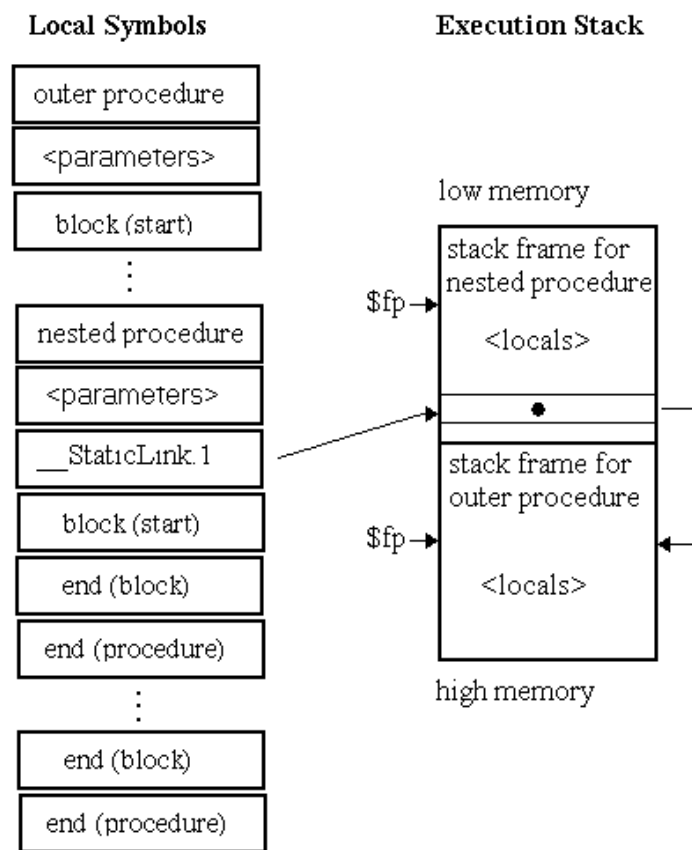 Local Symbols
outer procedure
<parameters>
block (start)
nested procedure
<parameters>
__StaticLink.1
block (start)
end (block)
end (procedure)
end (block)
end (procedure)
Execution Stack
low memory
stack frame for
nested procedure
$fp
<locals>
stack frame for
outer procedure
$fp
<locals>
high memory